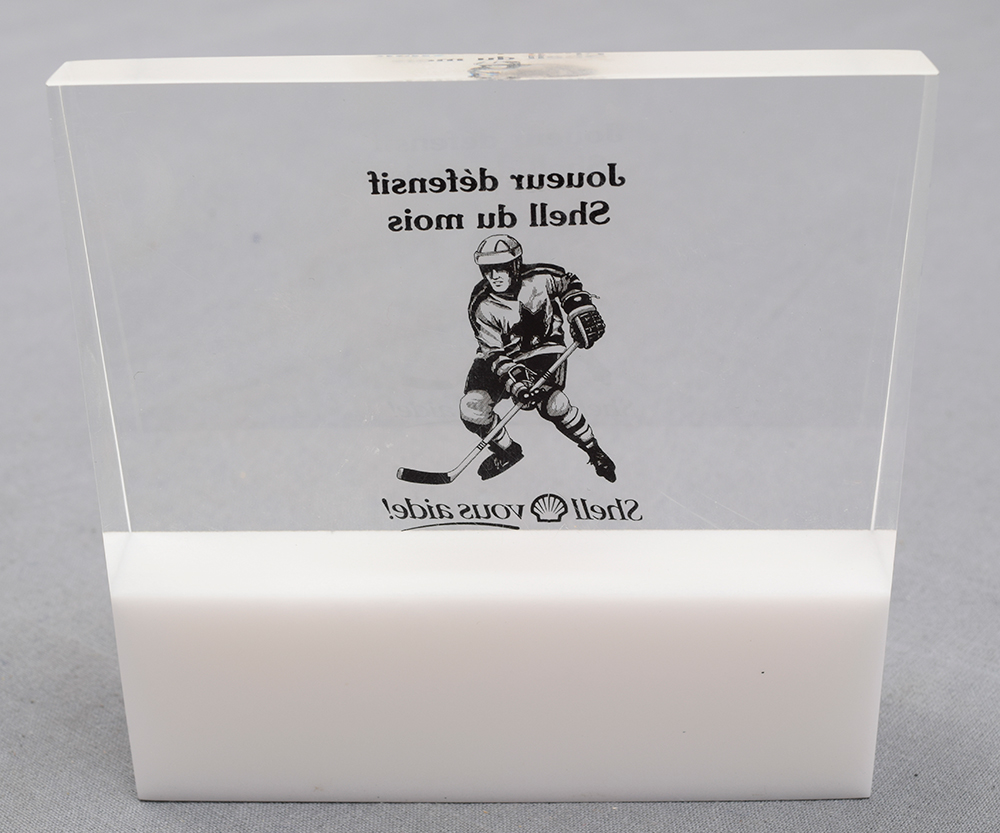 Joueur défensif
Shell du mois
Shell vous aide!